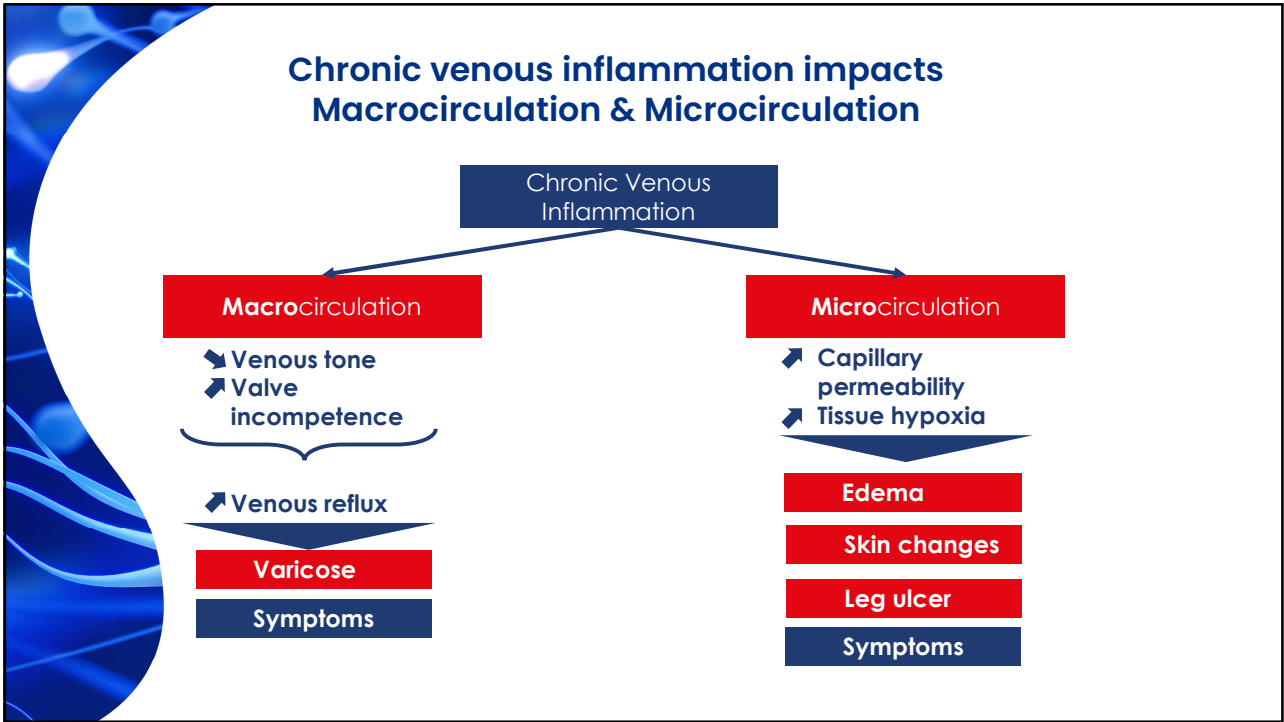 Chronic venous inflammation impacts
Macrocirculation & Microcirculation
Chronic Venous
Inflammation
Macrocirculation
Venous tone
Valve
incompetence
Venous reflux
Varicose
Symptoms
Microcirculation
Capillary
permeability
Tissue hypoxia
Edema
Skin changes
Leg ulcer
Symptoms